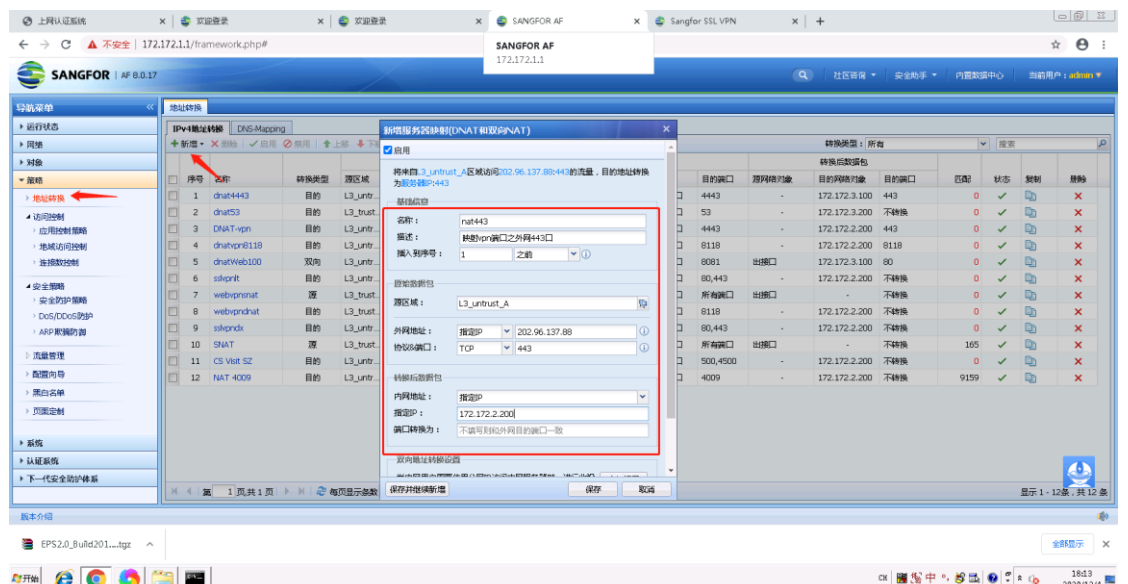 上网认证系统
欢迎登录
欢迎登录
SANGFOR AF
Sangfor SSL VPN
不安全 | 172.172.1.1/framework.php#
SANGFOR AF
172.172.1.1
SANGFOR | AF 8.0.17
社区咨询
安全助手
内置数据中心
当前用户：admin
导航菜单
运行状态
网络
对象
策略
地址转换
访问控制
应用控制策略
地域访问控制
连接数控制
安全策略
安全防护策略
DoS/DDoS防护
ARP欺骗防御
流量管理
配置向导
黑白名单
页面定制
系统
认证系统
下一代安全防护体系
地址转换
IPv4地址转换 DNS-Mapping
新增 删除 启用 禁用 上移
转换类型：所有 搜索
转换后数据包
序号 名称 转换类型 源区域 目的端口 源网络对象 目的网络对象 目的端口 匹配 状态 复制 删除
1 dnat4443 目的 L3_untr... 4443 - 172.172.3.100 443 0
2 dnat53 目的 L3_trust... 53 - 172.172.3.200 不转换 0
3 DNAT-vpn 目的 L3_untr... 4443 - 172.172.2.200 443 0
4 dnatvpn8118 目的 L3_untr... 8118 - 172.172.2.200 8118 0
5 dnatWeb100 双向 L3_untr... 8081 出接口 172.172.3.100 80 0
6 sslvpnlt 目的 L3_untr... 80,443 - 172.172.2.200 不转换 0
7 webvpnsnat 源 L3_trust... 所有端口 出接口 - 不转换 0
8 webvpndnat 目的 L3_trust... 8118 - 172.172.2.200 不转换 0
9 sslvpndx 目的 L3_untr... 80,443 - 172.172.2.200 不转换 0
10 SNAT 源 L3_trust... 所有端口 出接口 - 不转换 165
11 CS Visit SZ 目的 L3_untr... 500,4500 - 172.172.2.200 不转换 0
12 NAT 4009 目的 L3_untr... 4009 - 172.172.2.200 不转换 9159
新增服务器映射(DNAT和双向NAT)
启用
将来自L3_untrust_A区域访问202.96.137.88:443的流量，目的地址转换
为服务器IP:443
基础信息
名称： nat443
描述： 映射vpn端口之外网443口
插入到序号： 1 之前
原始数据包
源区域： L3_untrust_A
外网地址： 指定IP 202.96.137.88
协议&端口： TCP 443
转换后数据包
内网地址： 指定IP
指定IP： 172.172.2.200
端口转换为： 不填写则和外网目的端口一致
双向地址转换设置
保存并继续新增 保存 取消
第 1 页,共 1 页 每页显示条数
显示 1 - 12条，共 12 条
版本介绍
EPS2.0_Build201....tgz
全部显示
开始
CH
中
18:13